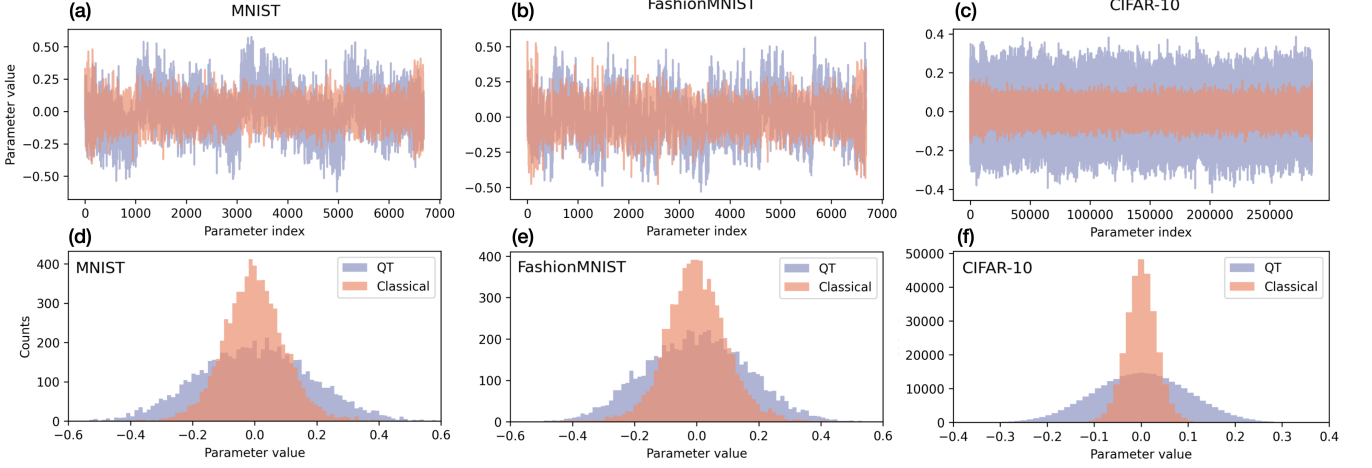 (a)
MNIST
(b)
FashionMNIST
(c)
CIFAR-10
Parameter value
0.50
0.25
0.00
−0.25
−0.50
0 1000 2000 3000 4000 5000 6000 7000
Parameter index
0.50
0.25
0.00
−0.25
−0.50
0 1000 2000 3000 4000 5000 6000 7000
Parameter index
0.4
0.2
0.0
−0.2
−0.4
0 50000 100000 150000 200000 250000
Parameter index
(d)
MNIST
QT
Classical
Counts
400
300
200
100
0
−0.6 −0.4 −0.2 0.0 0.2 0.4 0.6
Parameter value
(e)
FashionMNIST
QT
Classical
400
300
200
100
0
−0.6 −0.4 −0.2 0.0 0.2 0.4 0.6
Parameter value
(f)
CIFAR-10
QT
Classical
50000
40000
30000
20000
10000
0
−0.4 −0.3 −0.2 −0.1 0.0 0.1 0.2 0.3 0.4
Parameter value